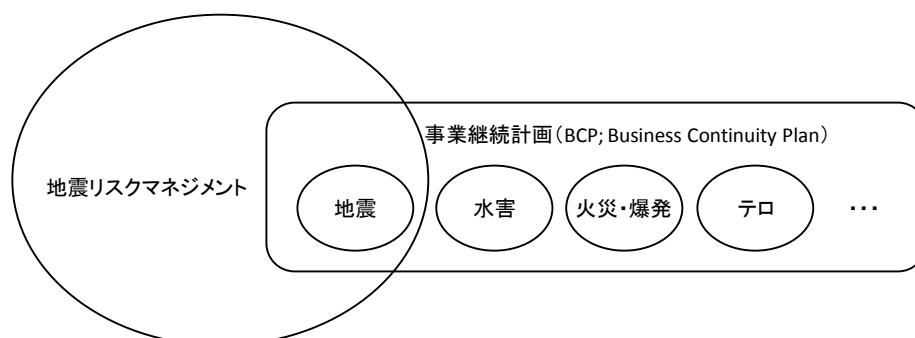 事業継続計画（BCP; Business Continuity Plan）
地震リスクマネジメント
地震
水害
火災・爆発
テロ
・・・